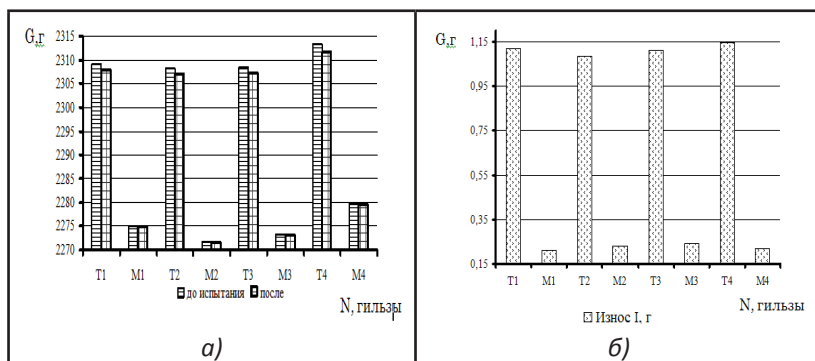 G,г
2315
2310
2305
2300
2295
2290
2285
2280
2275
2270
T1 M1 T2 M2 T3 M3 T4 M4
до испытания после
N, гильзы
а)
G,г
1,15
0,95
0,75
0,55
0,35
0,15
T1 M1 T2 M2 T3 M3 T4 M4
N, гильзы
Износ I, г
б)